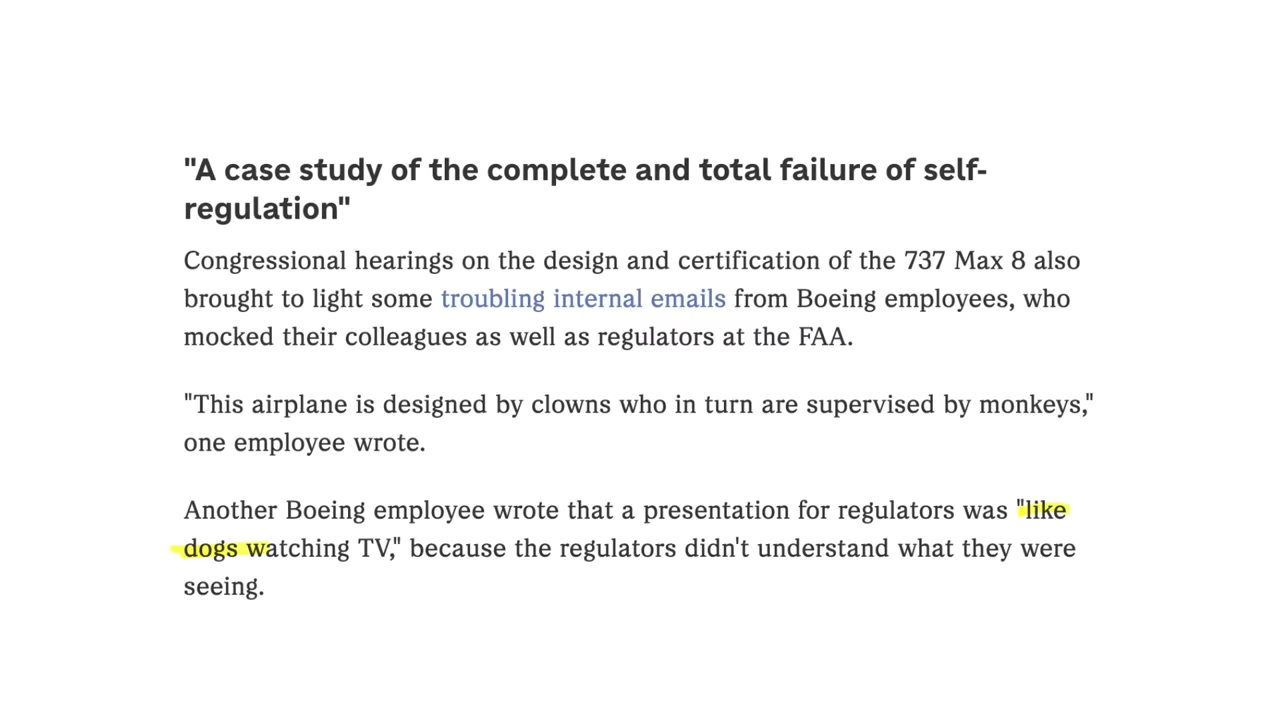 "A case study of the complete and total failure of self-
regulation"
Congressional hearings on the design and certification of the 737 Max 8 also
brought to light some troubling internal emails from Boeing employees, who
mocked their colleagues as well as regulators at the FAA.
"This airplane is designed by clowns who in turn are supervised by monkeys,"
one employee wrote.
Another Boeing employee wrote that a presentation for regulators was "like
dogs watching TV," because the regulators didn't understand what they were
seeing.